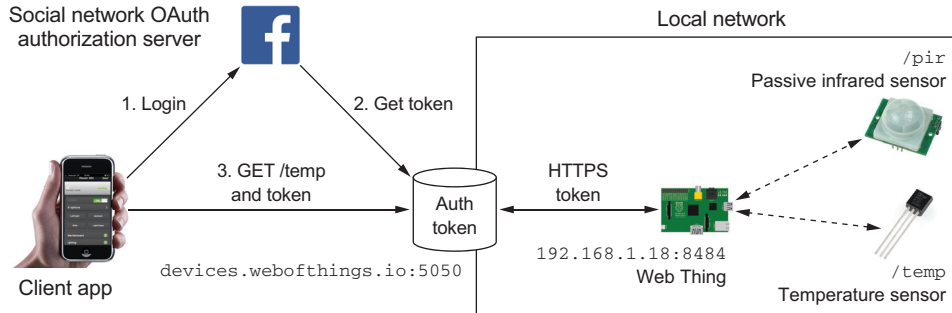 Social network OAuth
authorization server
Local network
/pir
Passive infrared sensor
1. Login
2. Get token
3. GET /temp
and token
HTTPS
token
Auth
token
devices.webofthings.io:5050
192.168.1.18:8484
Web Thing
Client app
/temp
Temperature sensor